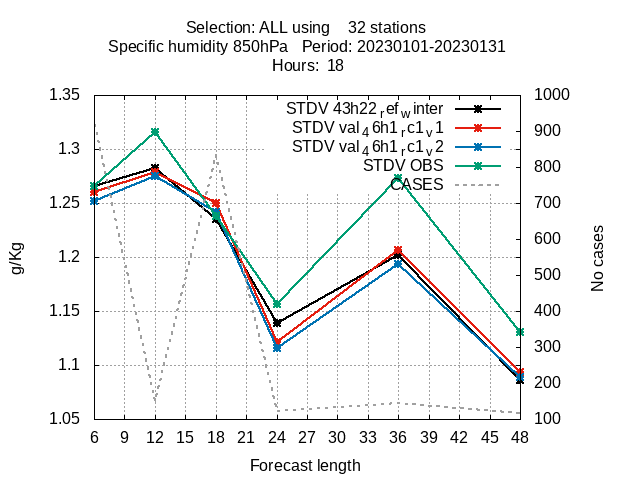 Selection: ALL using 32 stations
Specific humidity 850hPa Period: 20230101-20230131
Hours: 18
STDV 43h22refwinter
STDV val46h1rc1v1
STDV val46h1rc1v2
STDV OBS
CASES
1.35
1.3
1.25
1.2
1.15
1.1
1.05
g/Kg
1000
900
800
700
600
500
400
300
200
100
No cases
6 9 12 15 18 21 24 27 30 33 36 39 42 45 48
Forecast length